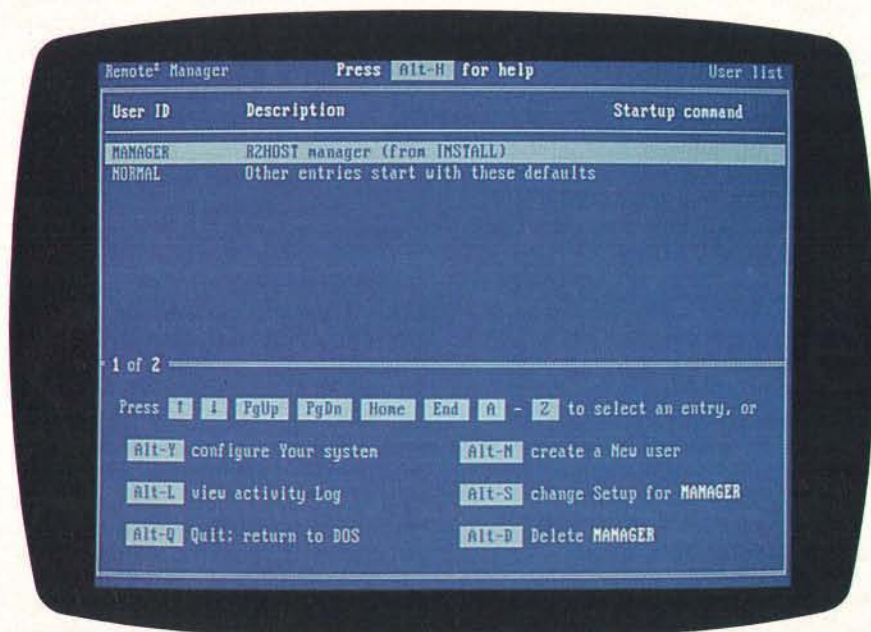 Remote² Manager Press Alt-H for help User list
User ID Description Startup command
MANAGER R2HOST manager (from INSTALL)
NORMAL Other entries start with these defaults
1 of 2
Press ↑ ↓ PgUp PgDn Home End A - Z to select an entry, or
Alt-Y configure Your system Alt-N create a New user
Alt-L view activity Log Alt-S change Setup for MANAGER
Alt-Q Quit: return to DOS Alt-D Delete MANAGER